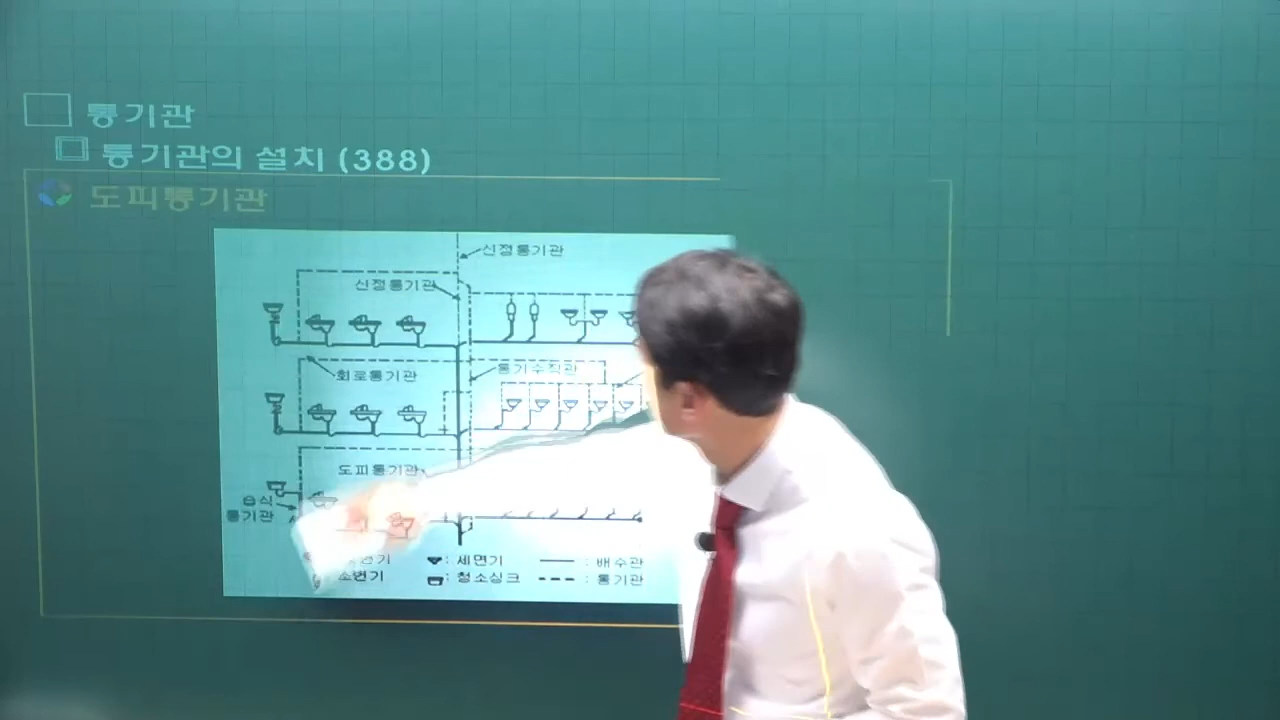 통기관
통기관의 설치 (388)
도피통기관
신정통기관
신정통기관
회로통기관
통기수직관
도피통기관
습식
통기관
: 세면기
: 배수관
소변기
: 청소싱크
: 통기관